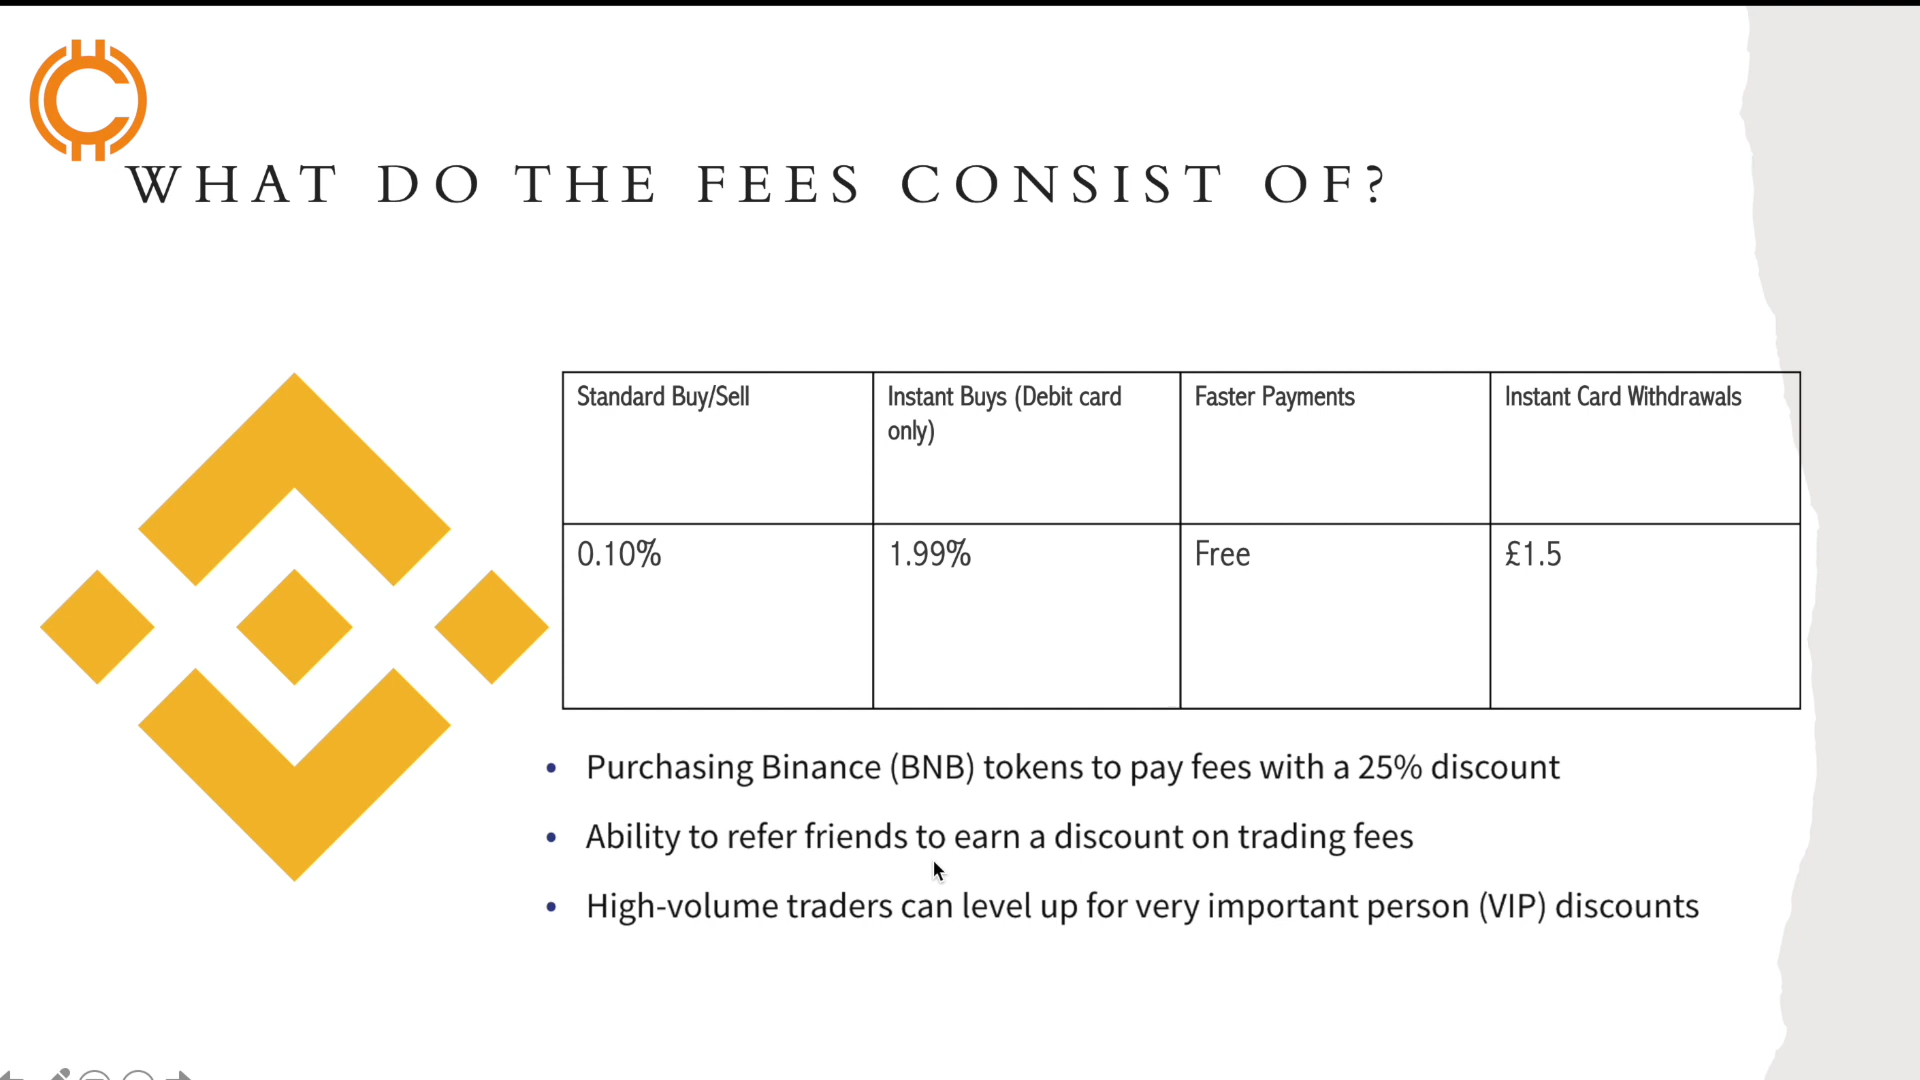 WHAT DO THE FEES CONSIST OF?
Standard Buy/Sell
Instant Buys (Debit card
only)
Faster Payments
Instant Card Withdrawals
0.10%
1.99%
Free
£1.5
• Purchasing Binance (BNB) tokens to pay fees with a 25% discount
• Ability to refer friends to earn a discount on trading fees
• High-volume traders can level up for very important person (VIP) discounts